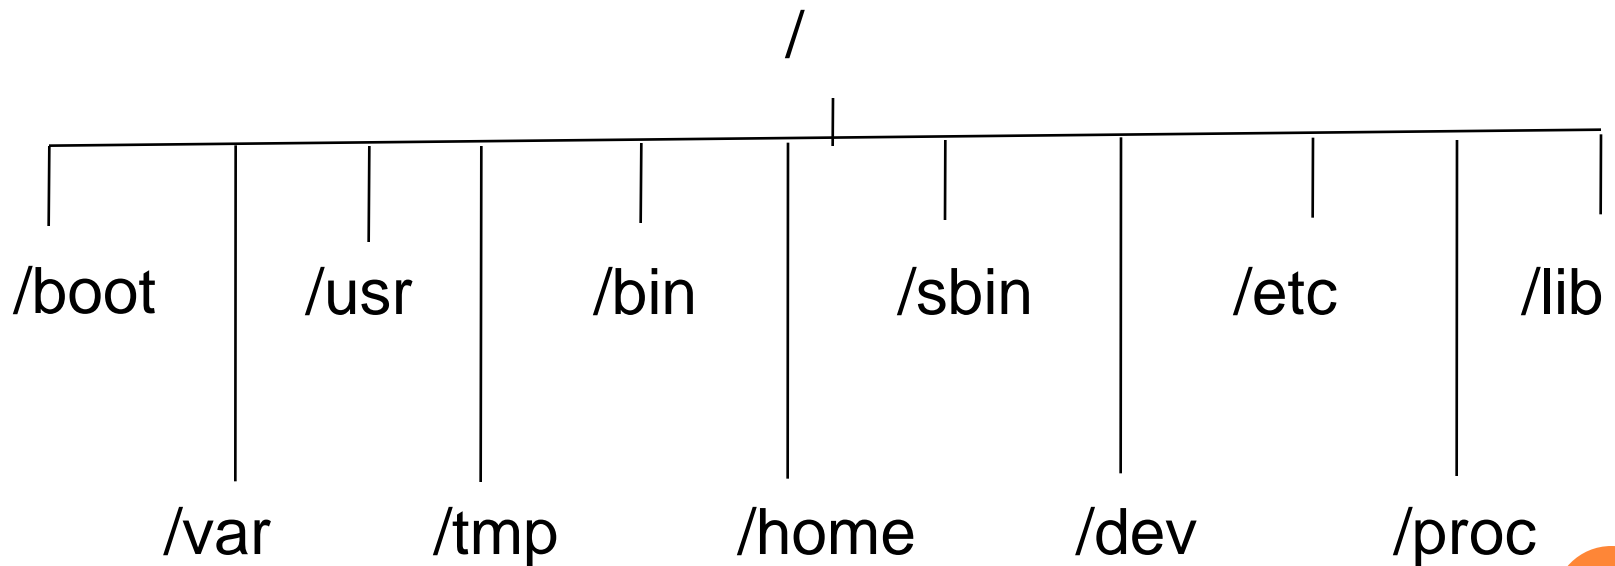 /
/boot /usr /bin /sbin /etc /lib
/var /tmp /home /dev /proc